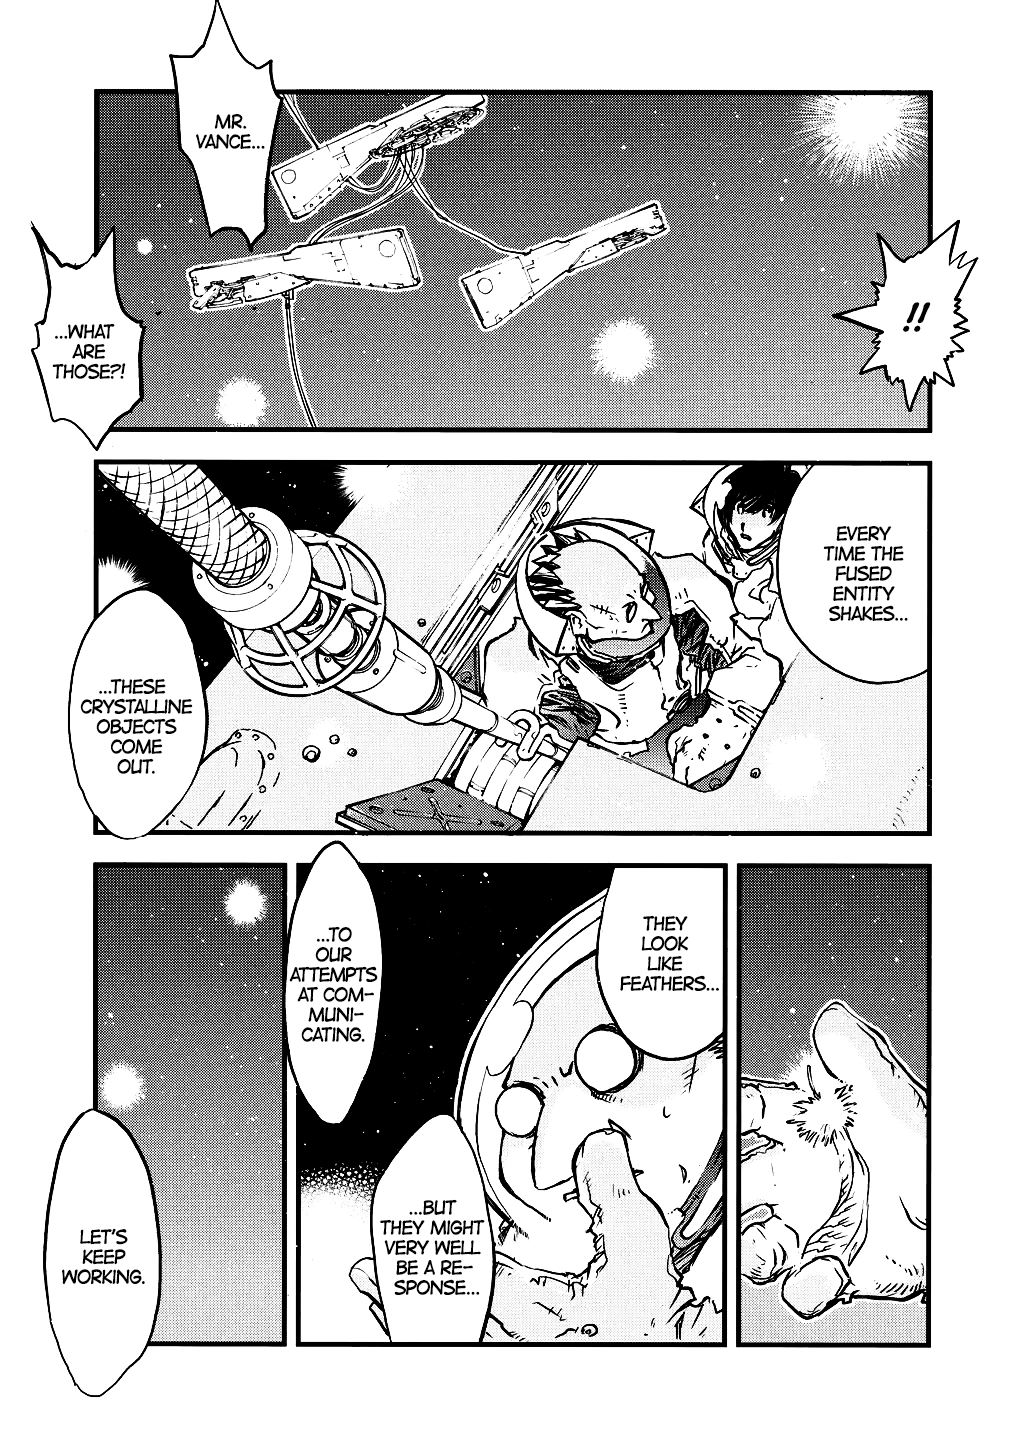 !!
MR.
VANCE...
...WHAT
ARE
THOSE?!
EVERY
TIME THE
FUSED
ENTITY
SHAKES...
...THESE
CRYSTALLINE
OBJECTS
COME
OUT.
THEY
LOOK
LIKE
FEATHERS...
...BUT
THEY MIGHT
VERY WELL
BE A RE-
SPONSE...
...TO
OUR
ATTEMPTS
AT COM-
MUNI-
CATING.
LET'S
KEEP
WORKING.